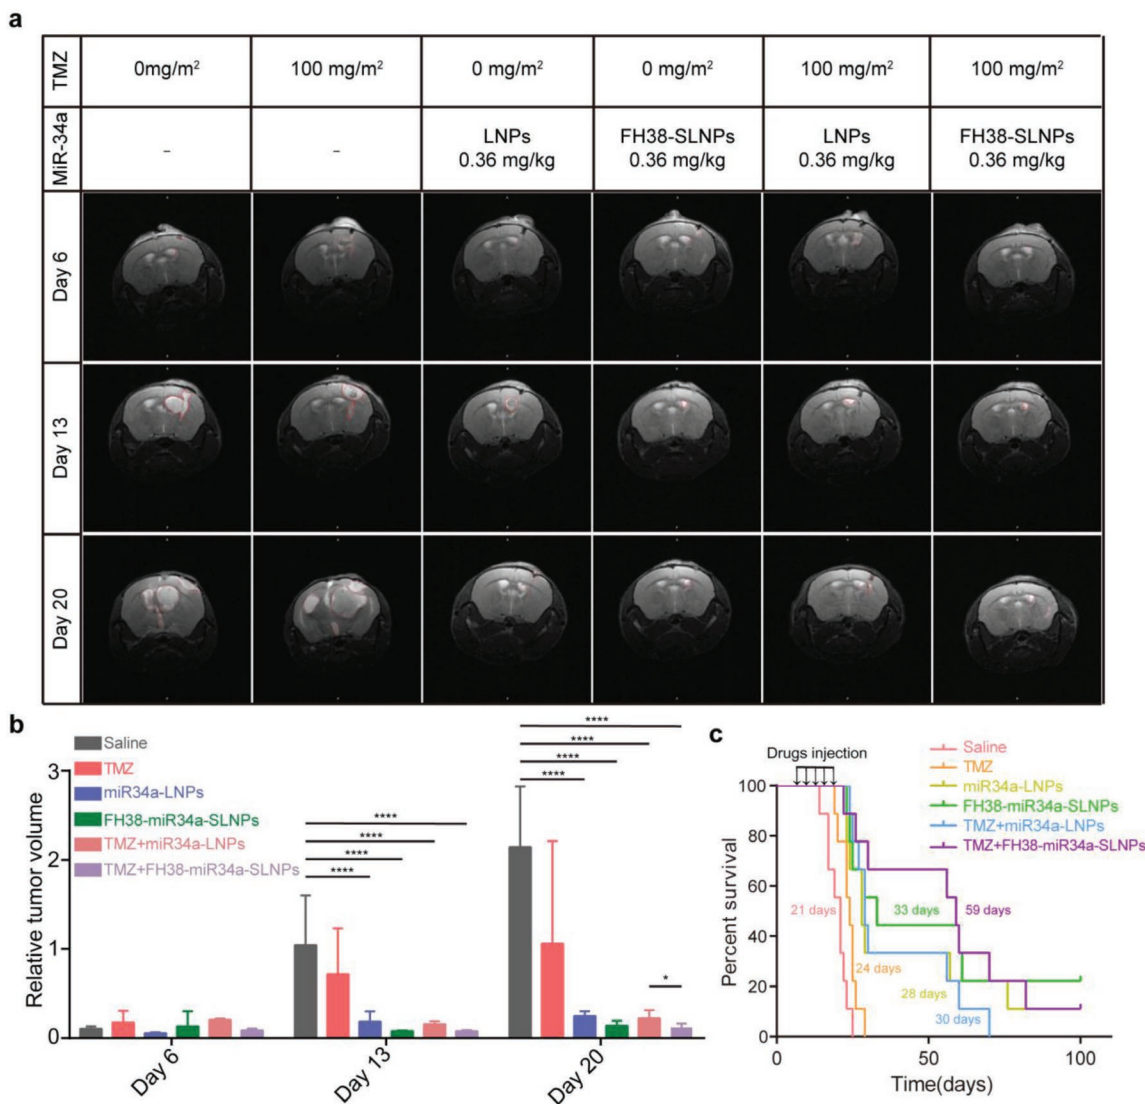 a
TMZ
0mg/m²
100 mg/m²
0 mg/m²
0 mg/m²
100 mg/m²
100 mg/m²
MiR-34a
–
–
LNPs
0.36 mg/kg
FH38-SLNPs
0.36 mg/kg
LNPs
0.36 mg/kg
FH38-SLNPs
0.36 mg/kg
Day 6
Day 13
Day 20
b
Saline
TMZ
miR34a-LNPs
FH38-miR34a-SLNPs
TMZ+miR34a-LNPs
TMZ+FH38-miR34a-SLNPs
Relative tumor volume
3
2
1
0
****
****
****
****
****
****
****
****
*
Day 6
Day 13
Day 20
c
Drugs injection
Saline
TMZ
miR34a-LNPs
FH38-miR34a-SLNPs
TMZ+miR34a-LNPs
TMZ+FH38-miR34a-SLNPs
Percent survival
100
80
60
40
20
0
21 days
33 days
59 days
24 days
28 days
30 days
0
50
100
Time(days)